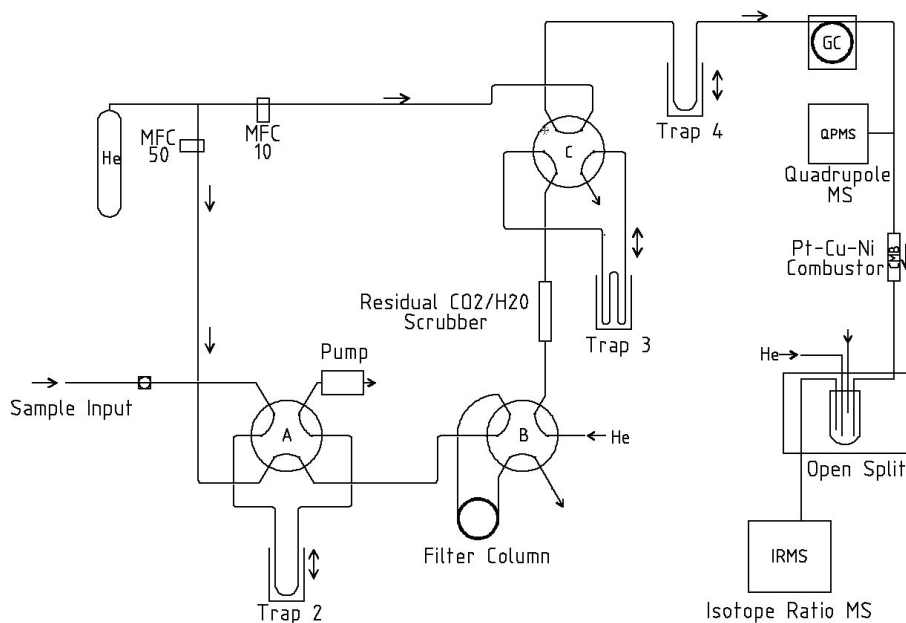 GC
He
MFC
50
MFC
10
Trap 4
QPMS
Quadrupole
MS
C
Pt-Cu-Ni
Combustor
CMB
Residual CO2/H2O
Scrubber
Trap 3
Pump
He
Sample Input
A
B
He
Open Split
Filter Column
IRMS
Trap 2
Isotope Ratio MS